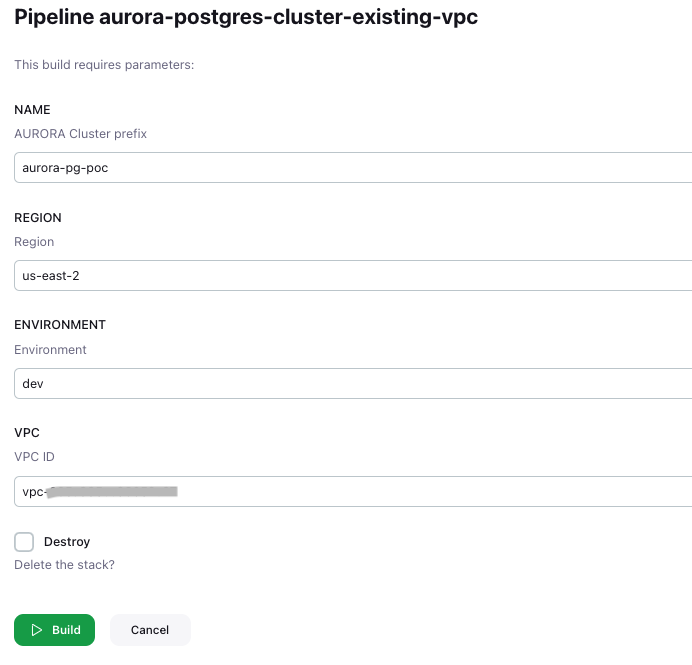 Pipeline aurora-postgres-cluster-existing-vpc
This build requires parameters:
NAME
AURORA Cluster prefix
aurora-pg-poc
REGION
Region
us-east-2
ENVIRONMENT
Environment
dev
VPC
VPC ID
vpc-
Destroy
Delete the stack?
Build
Cancel